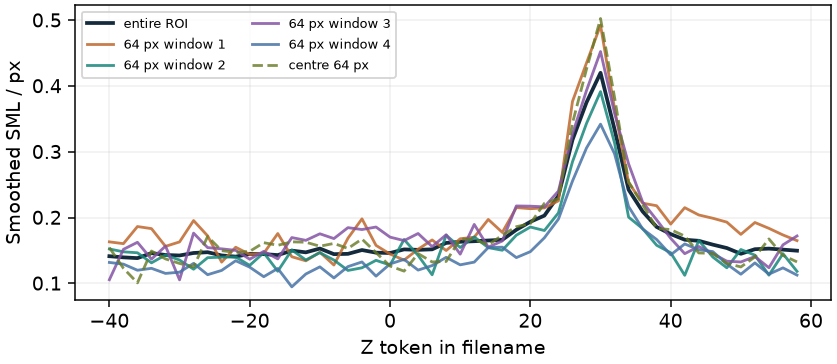 entire ROI
64 px window 1
64 px window 2
64 px window 3
64 px window 4
centre 64 px
Smoothed SML / px
0.5
0.4
0.3
0.2
0.1
−40
−20
0
20
40
60
Z token in filename